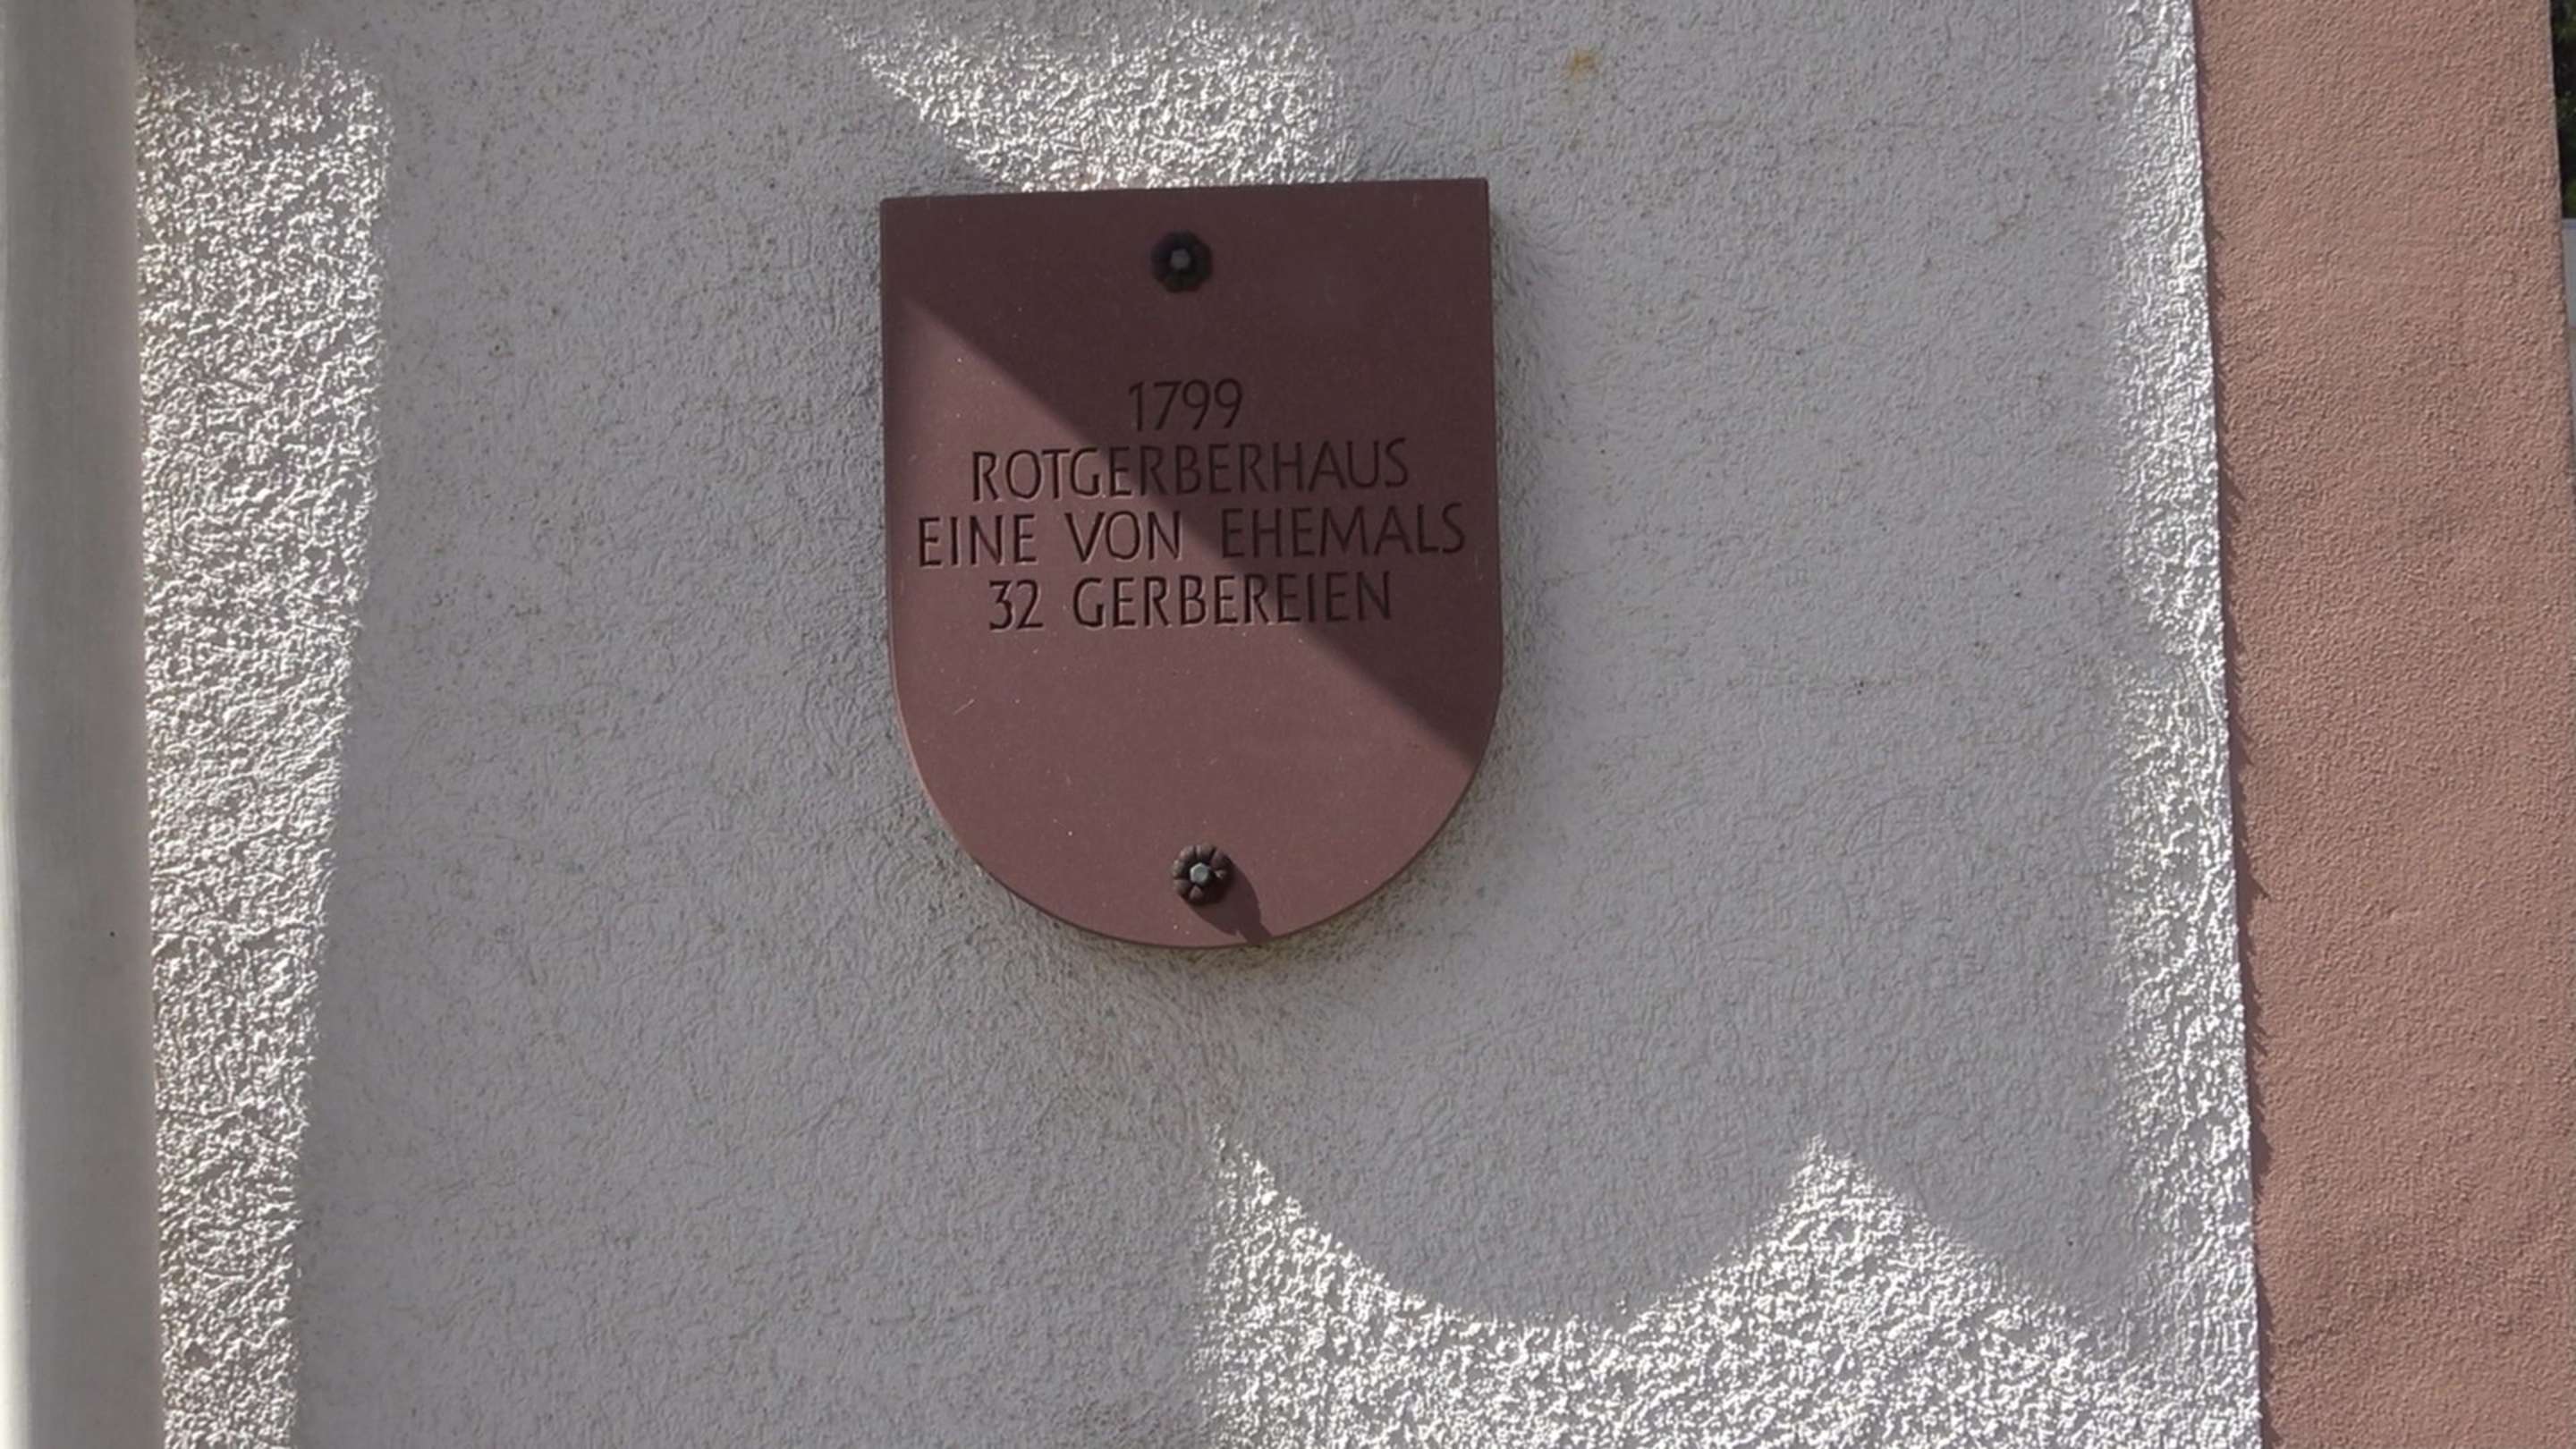 1799
ROTGERBERHAUS
EINE VON EHEMALS
32 GERBEREIEN